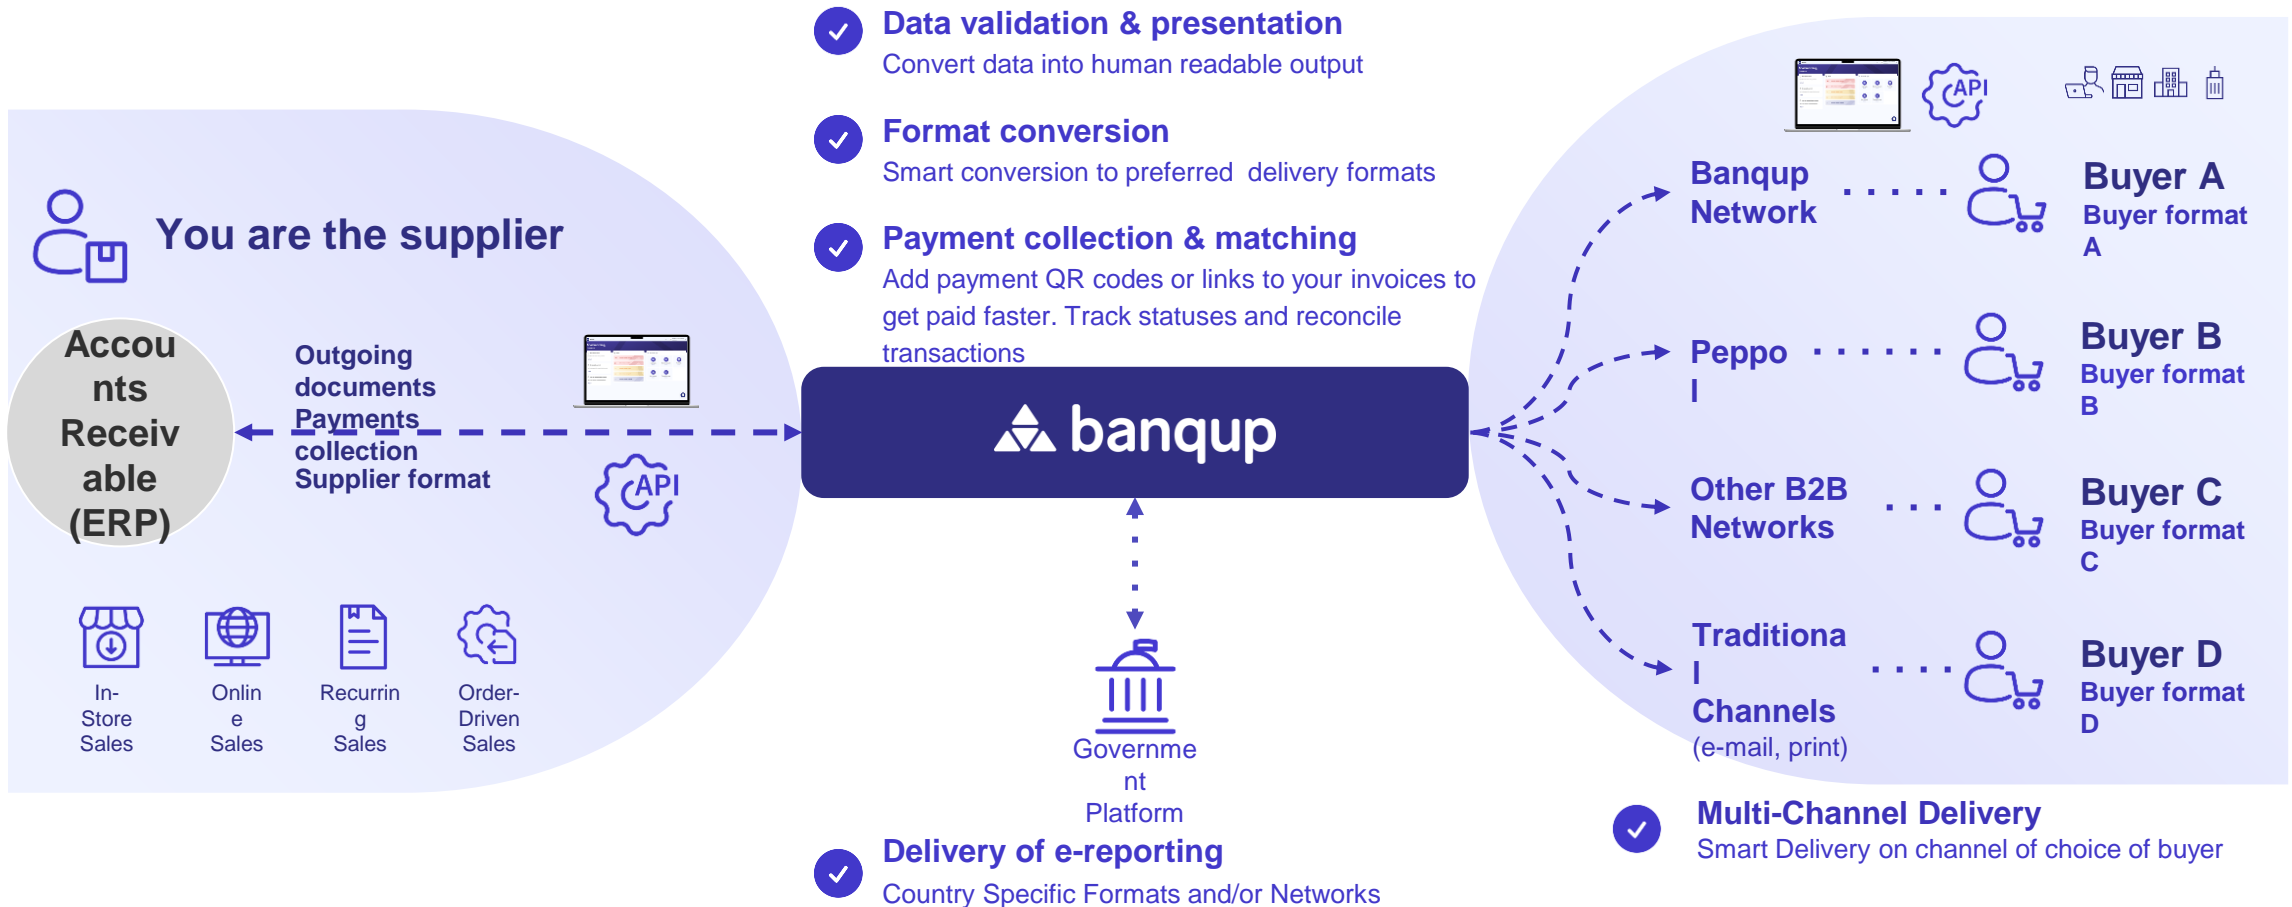 Data validation & presentation
Convert data into human readable output
Format conversion
Smart conversion to preferred  delivery formats
Payment collection & matching
Add payment QR codes or links to your invoices to
get paid faster. Track statuses and reconcile
transactions
You are the supplier
Accou
nts
Receiv
able
(ERP)
Outgoing
documents
Payments
collection
Supplier format
API
In-
Store
Sales
Onlin
e
Sales
Recurrin
g
Sales
Order-
Driven
Sales
banqup
Governme
nt
Platform
Delivery of e-reporting
Country Specific Formats and/or Networks
API
Banqup
Network
Buyer A
Buyer format
A
Peppo
l
Buyer B
Buyer format
B
Other B2B
Networks
Buyer C
Buyer format
C
Traditiona
l
Channels
(e-mail, print)
Buyer D
Buyer format
D
Multi-Channel Delivery
Smart Delivery on channel of choice of buyer